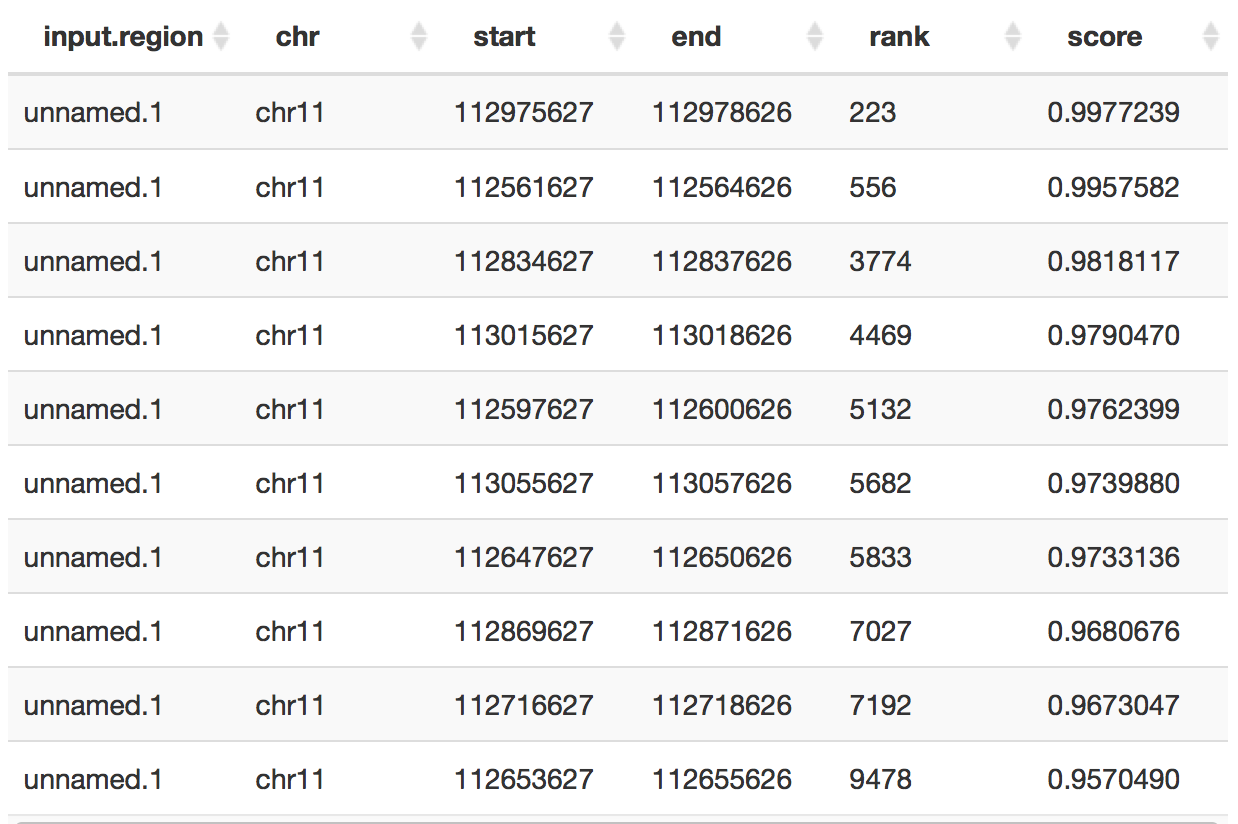 input.region chr start end rank score
unnamed.1 chr11 112975627 112978626 223 0.9977239
unnamed.1 chr11 112561627 112564626 556 0.9957582
unnamed.1 chr11 112834627 112837626 3774 0.9818117
unnamed.1 chr11 113015627 113018626 4469 0.9790470
unnamed.1 chr11 112597627 112600626 5132 0.9762399
unnamed.1 chr11 113055627 113057626 5682 0.9739880
unnamed.1 chr11 112647627 112650626 5833 0.9733136
unnamed.1 chr11 112869627 112871626 7027 0.9680676
unnamed.1 chr11 112716627 112718626 7192 0.9673047
unnamed.1 chr11 112653627 112655626 9478 0.9570490